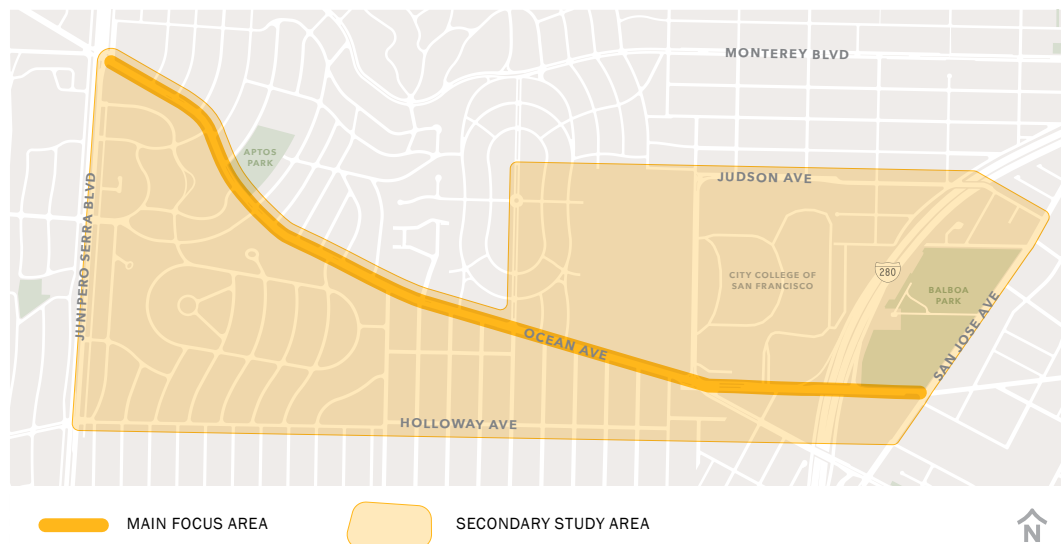 MONTEREY BLVD
APTOS
PARK
JUDSON AVE
JUNIPERO SERRA BLVD
CITY COLLEGE OF
SAN FRANCISCO
280
BALBOA
PARK
SAN JOSE AVE
OCEAN AVE
HOLLOWAY AVE
MAIN FOCUS AREA
SECONDARY STUDY AREA
N